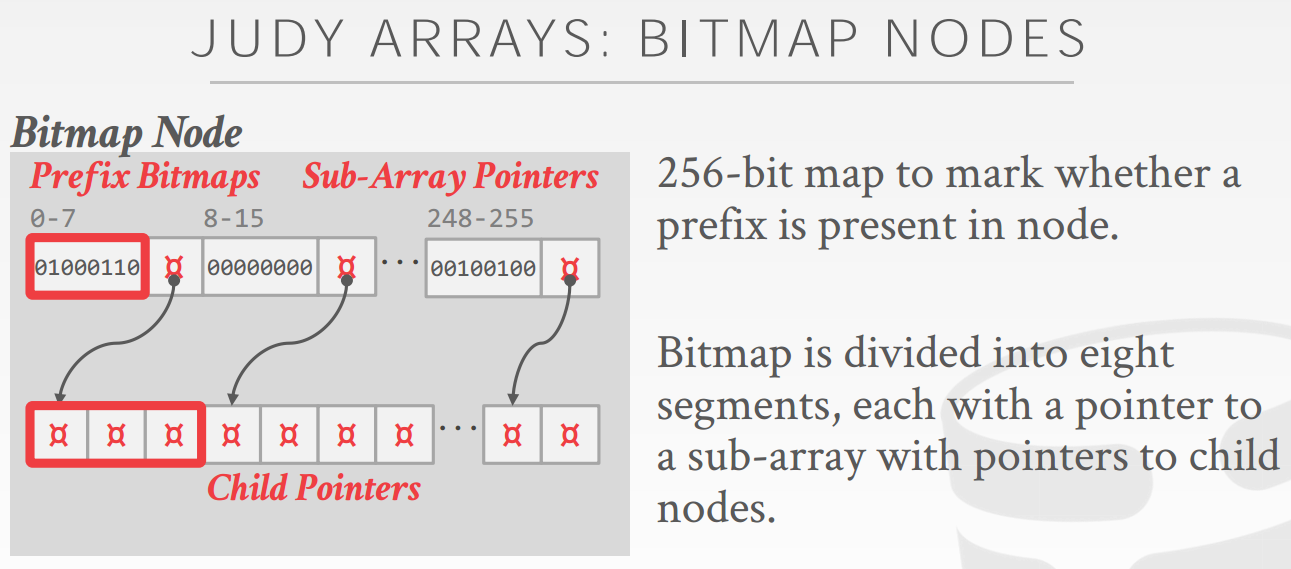 JUDY ARRAYS: BITMAP NODES
Bitmap Node
Prefix Bitmaps Sub-Array Pointers
0-7 8-15 248-255
01000110 ¤ 00000000 ¤ ··· 00100100 ¤
¤ ¤ ¤ ¤ ¤ ¤ ¤ ··· ¤ ¤
Child Pointers
256-bit map to mark whether a
prefix is present in node.
Bitmap is divided into eight
segments, each with a pointer to
a sub-array with pointers to child
nodes.